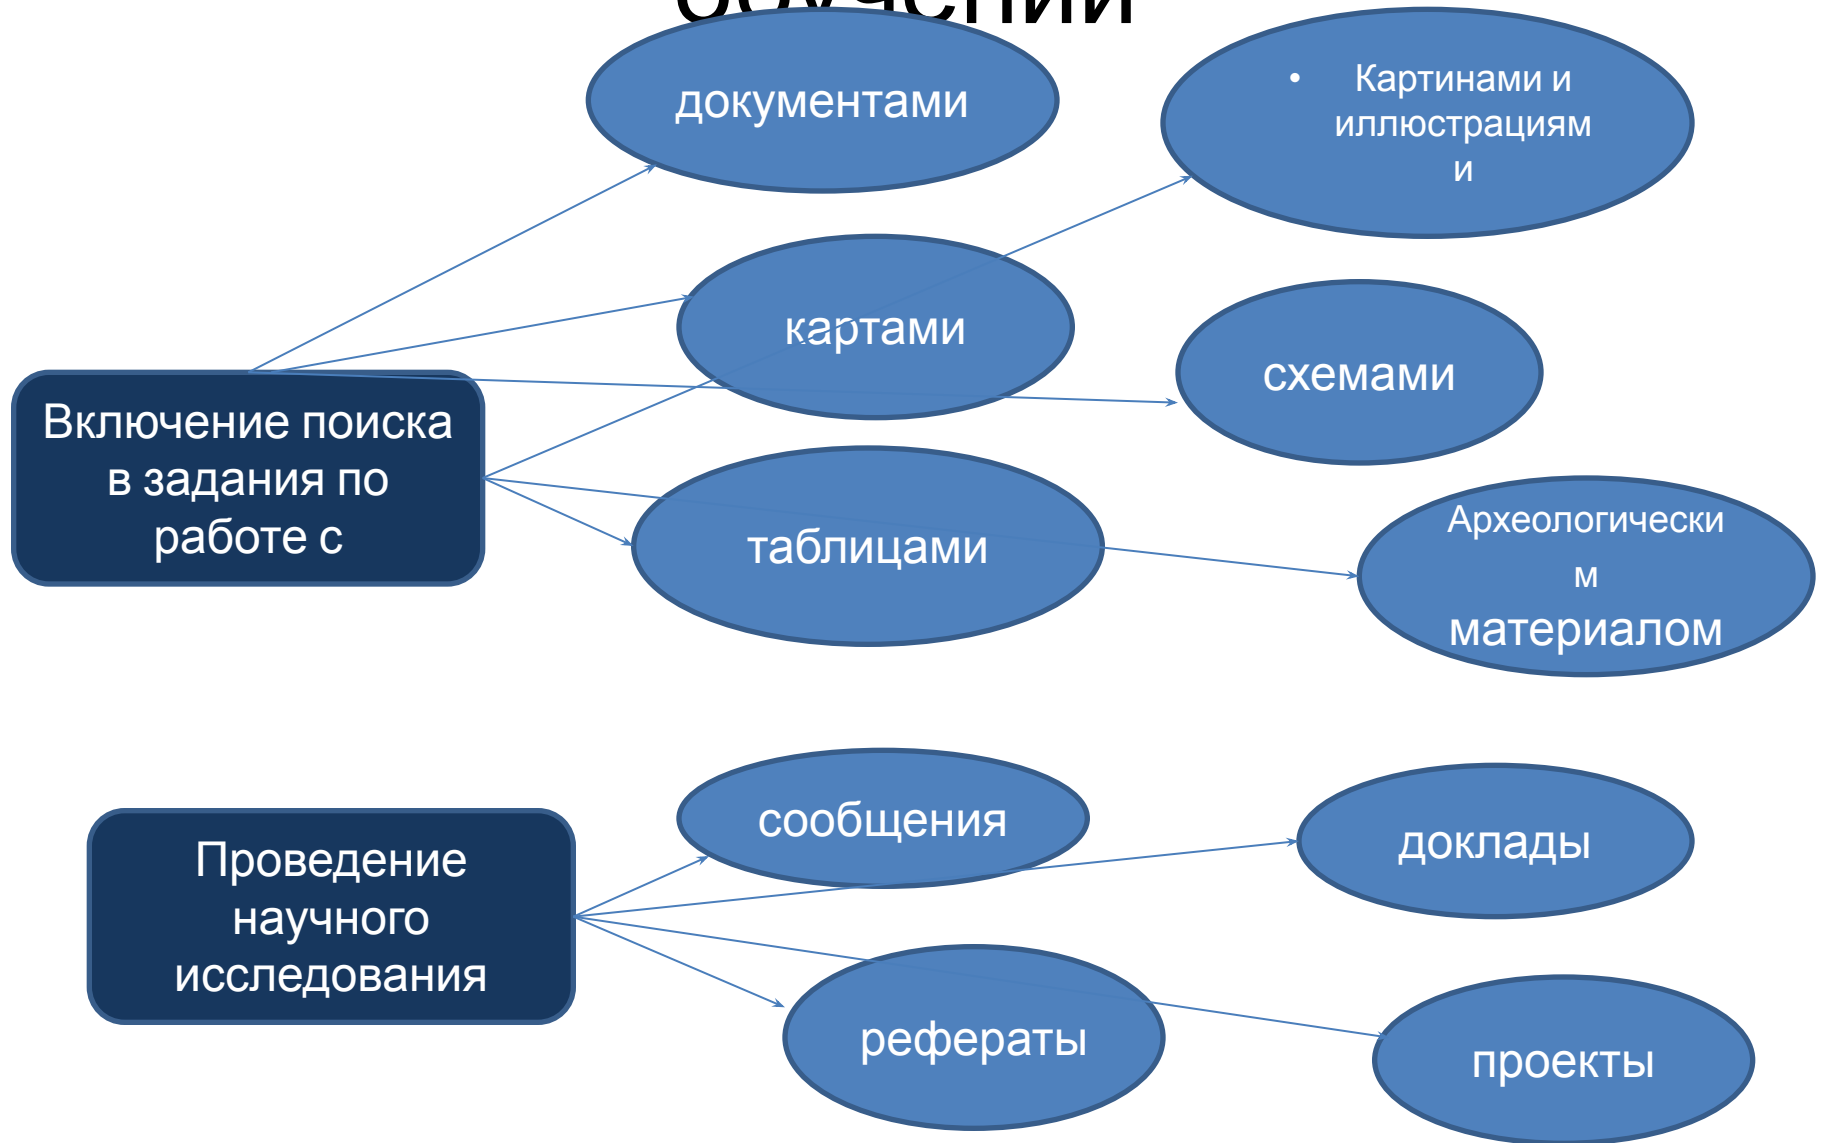 документами
• Картинами и
иллюстрациям
и
картами
схемами
Включение поиска
в задания по
работе с
таблицами
Археологически
м
материалом
сообщения
доклады
Проведение
научного
исследования
рефераты
проекты